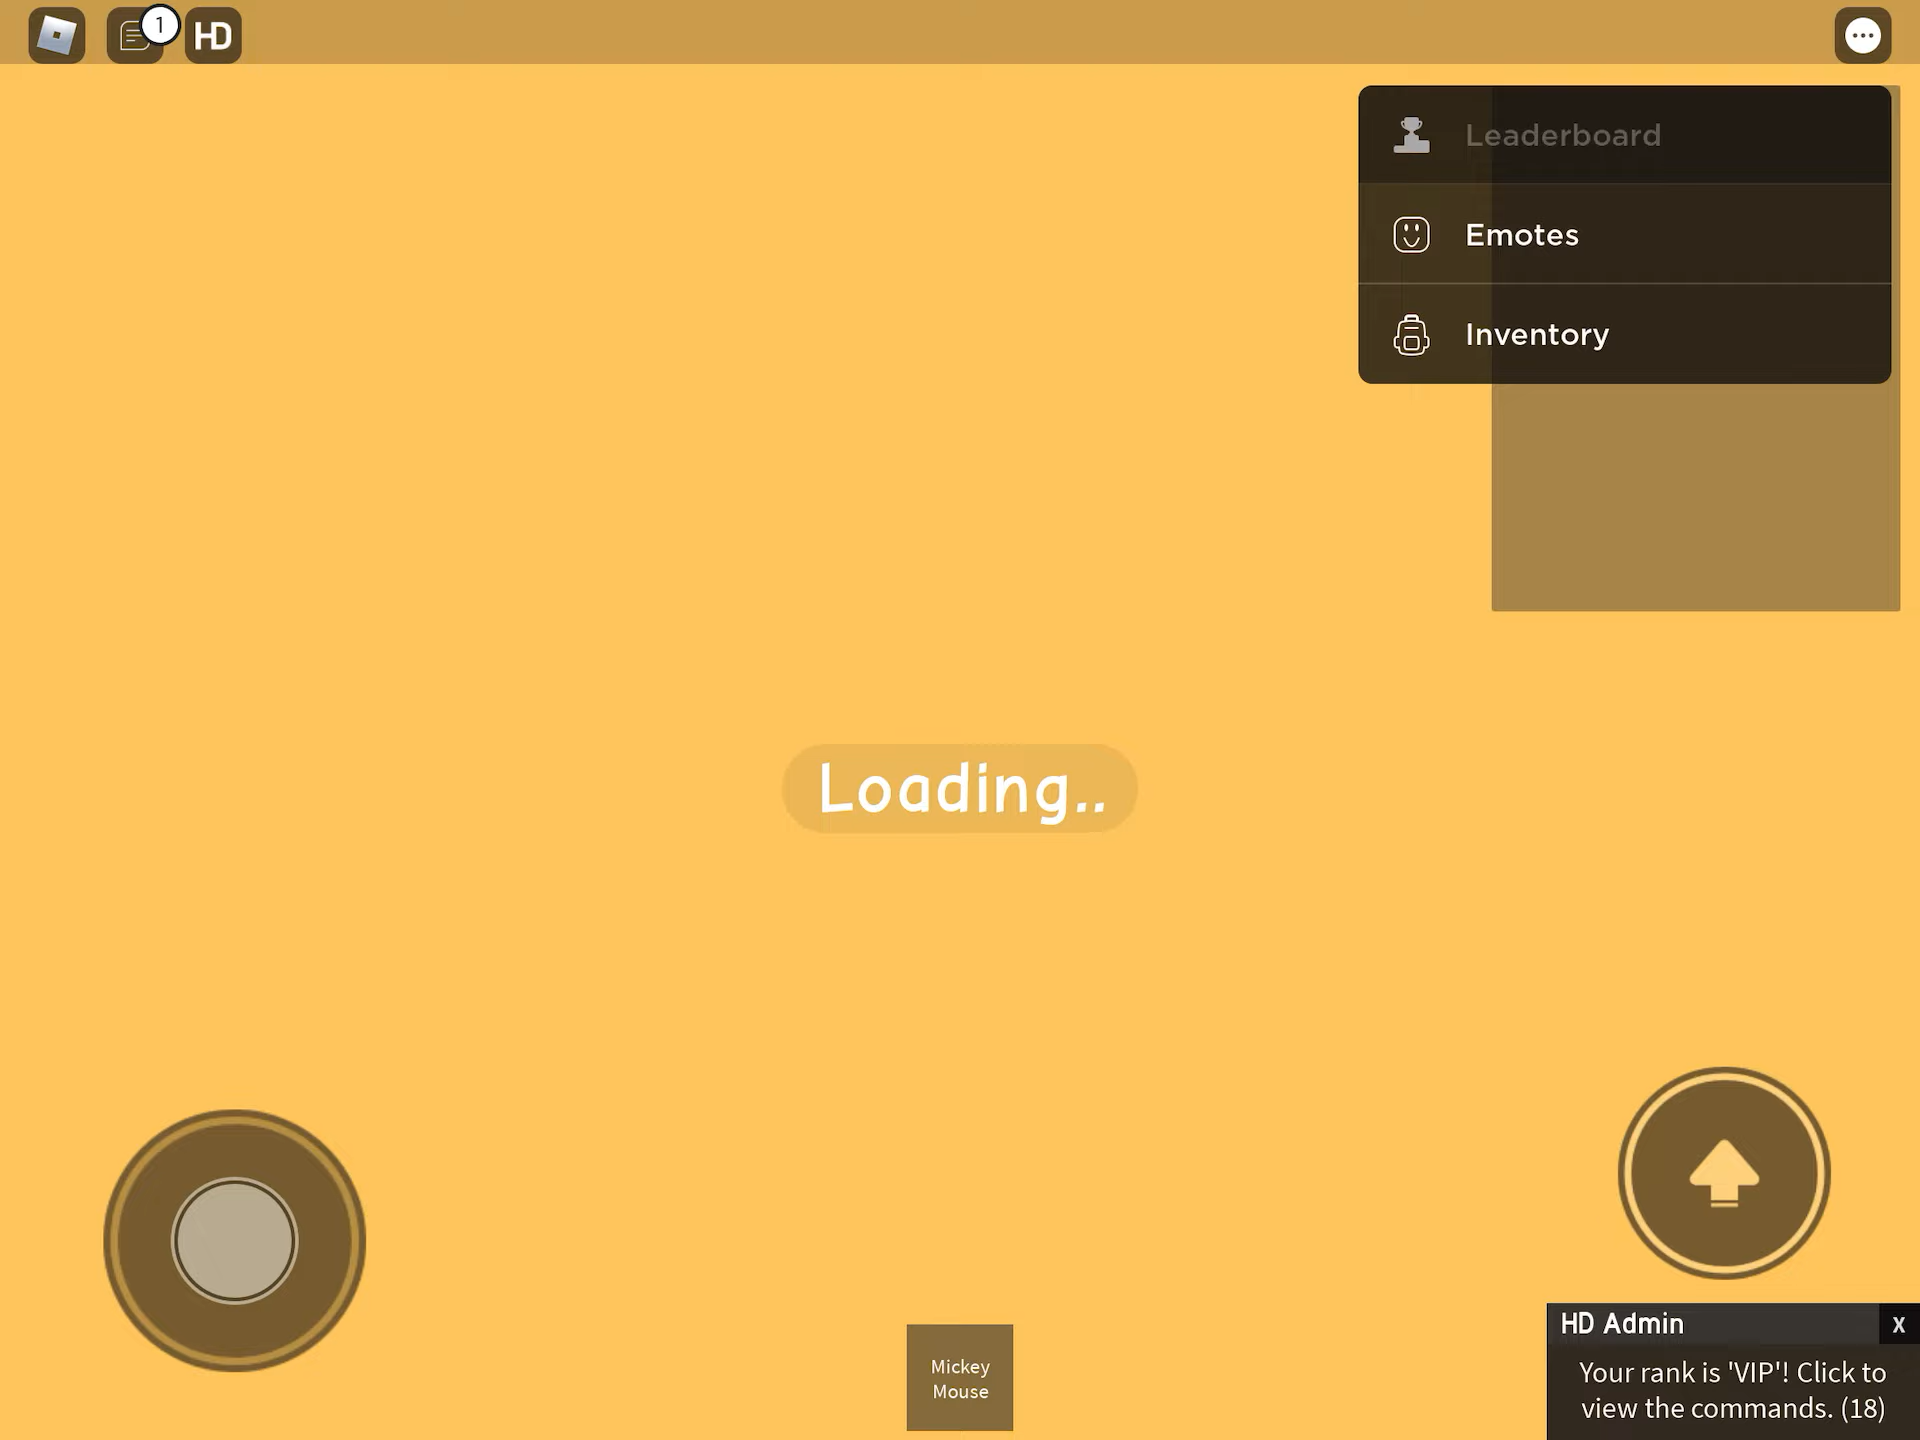 1
HD
Leaderboard
Emotes
Inventory
Loading..
Mickey
Mouse
HD Admin
X
Your rank is 'VIP'! Click to
view the commands. (18)